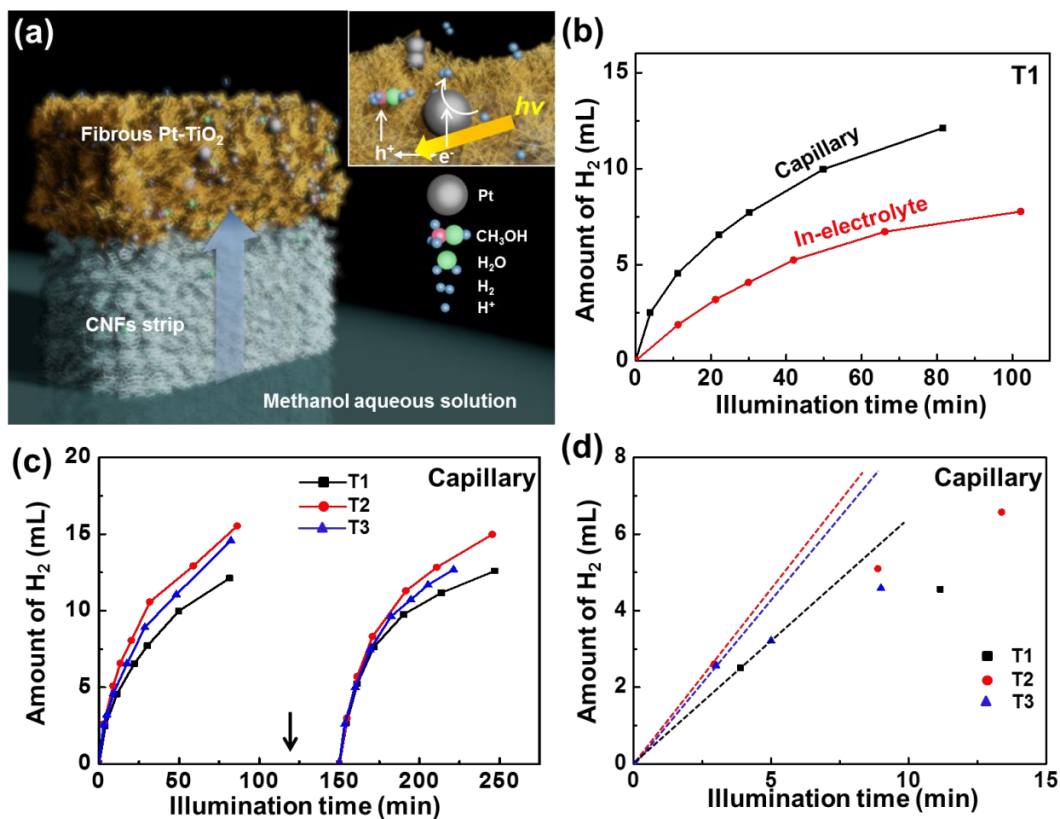 (a)
Fibrous Pt-TiO₂
hν
h⁺
e⁻
Pt
CH₃OH
H₂O
H₂
H⁺
CNFs strip
Methanol aqueous solution
(b)
T1
15
10
5
0
Amount of H₂ (mL)
Capillary
In-electrolyte
0 20 40 60 80 100
Illumination time (min)
(c)
Capillary
T1
T2
T3
20
15
10
5
0
Amount of H₂ (mL)
0 50 100 150 200 250
Illumination time (min)
(d)
Capillary
8
6
4
2
0
Amount of H₂ (mL)
T1
T2
T3
0 5 10 15
Illumination time (min)